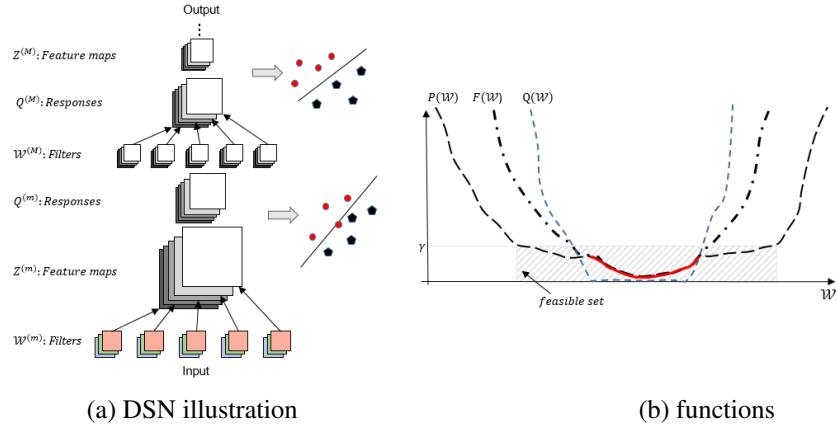 Output
Z^(M): Feature maps
Q^(M): Responses
W^(M): Filters
Q^(m): Responses
Z^(m): Feature maps
W^(m): Filters
Input
(a) DSN illustration
P(W) F(W) Q(W)
γ
feasible set
W
(b) functions